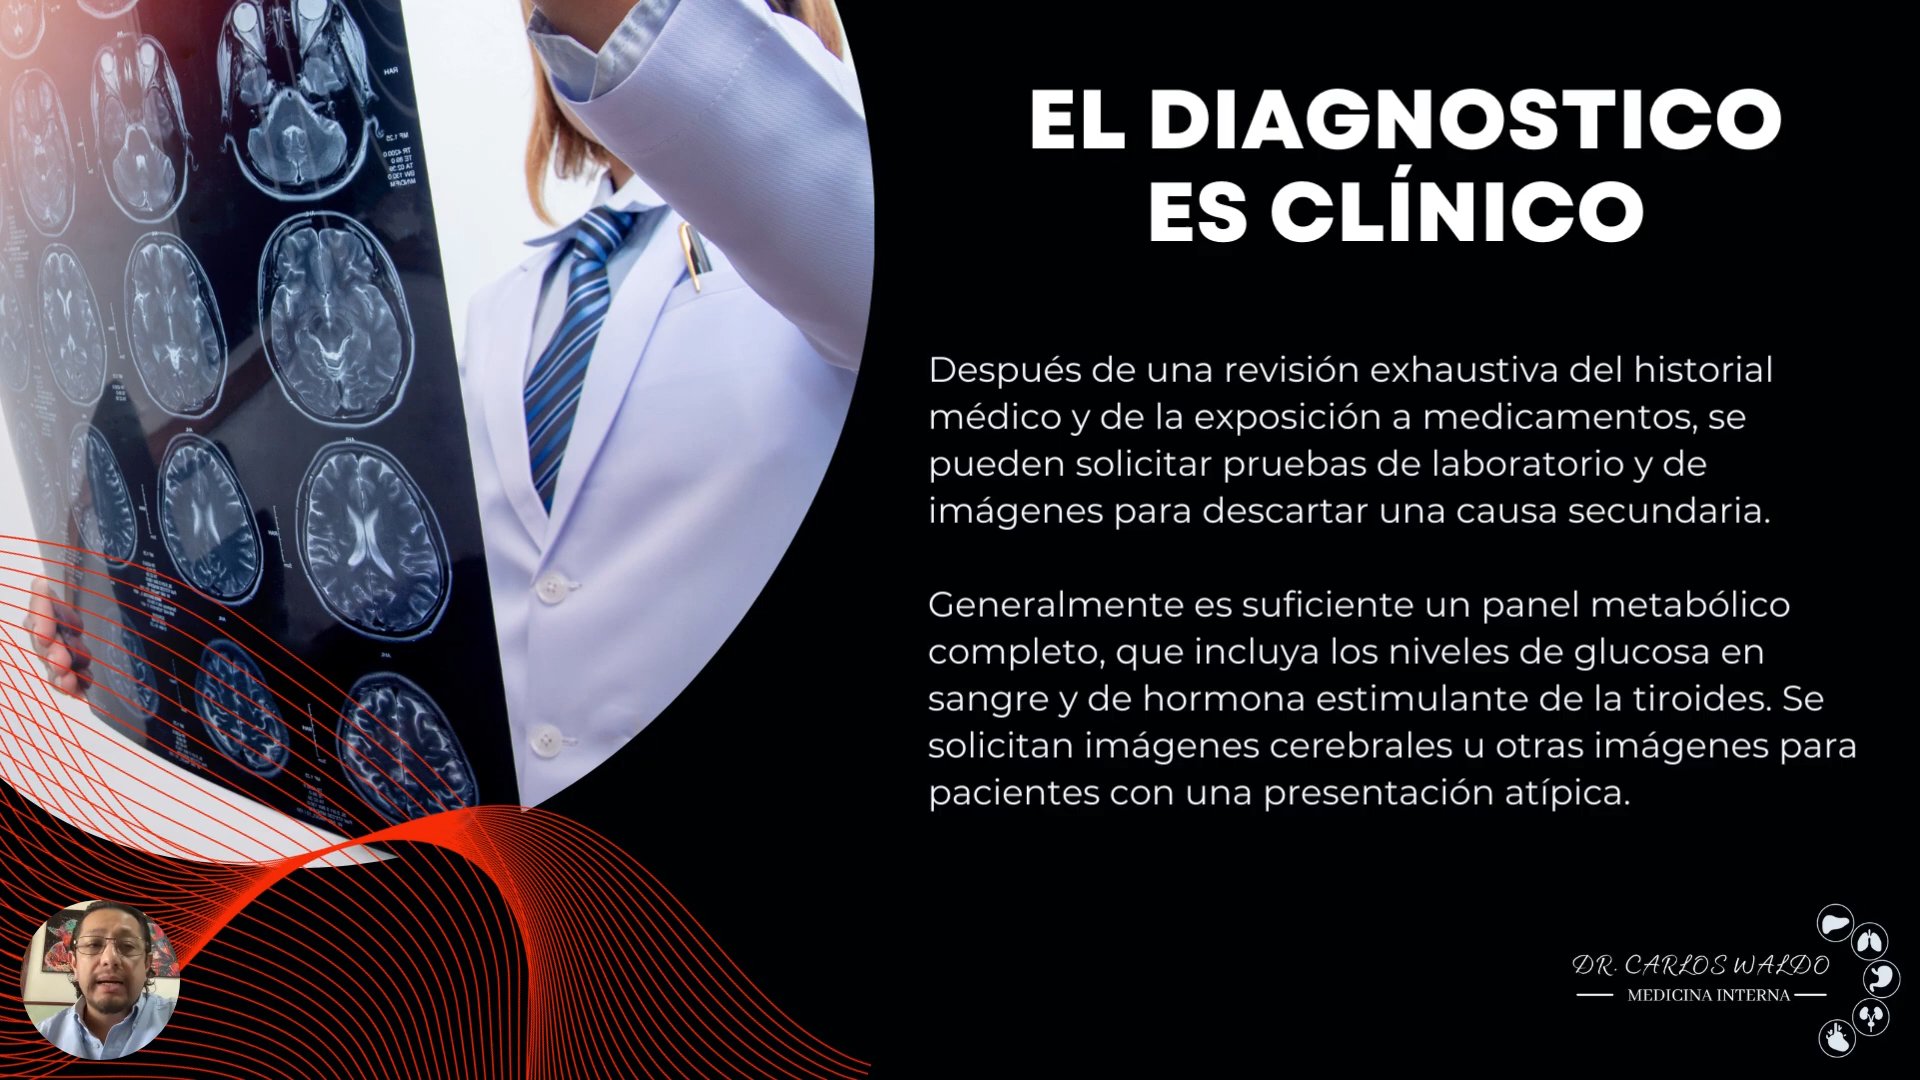 EL DIAGNOSTICO
ES CLÍNICO
Después de una revisión exhaustiva del historial
médico y de la exposición a medicamentos, se
pueden solicitar pruebas de laboratorio y de
imágenes para descartar una causa secundaria.
Generalmente es suficiente un panel metabólico
completo, que incluya los niveles de glucosa en
sangre y de hormona estimulante de la tiroides. Se
solicitan imágenes cerebrales u otras imágenes para
pacientes con una presentación atípica.
DR. CARLOS WALDO
MEDICINA INTERNA